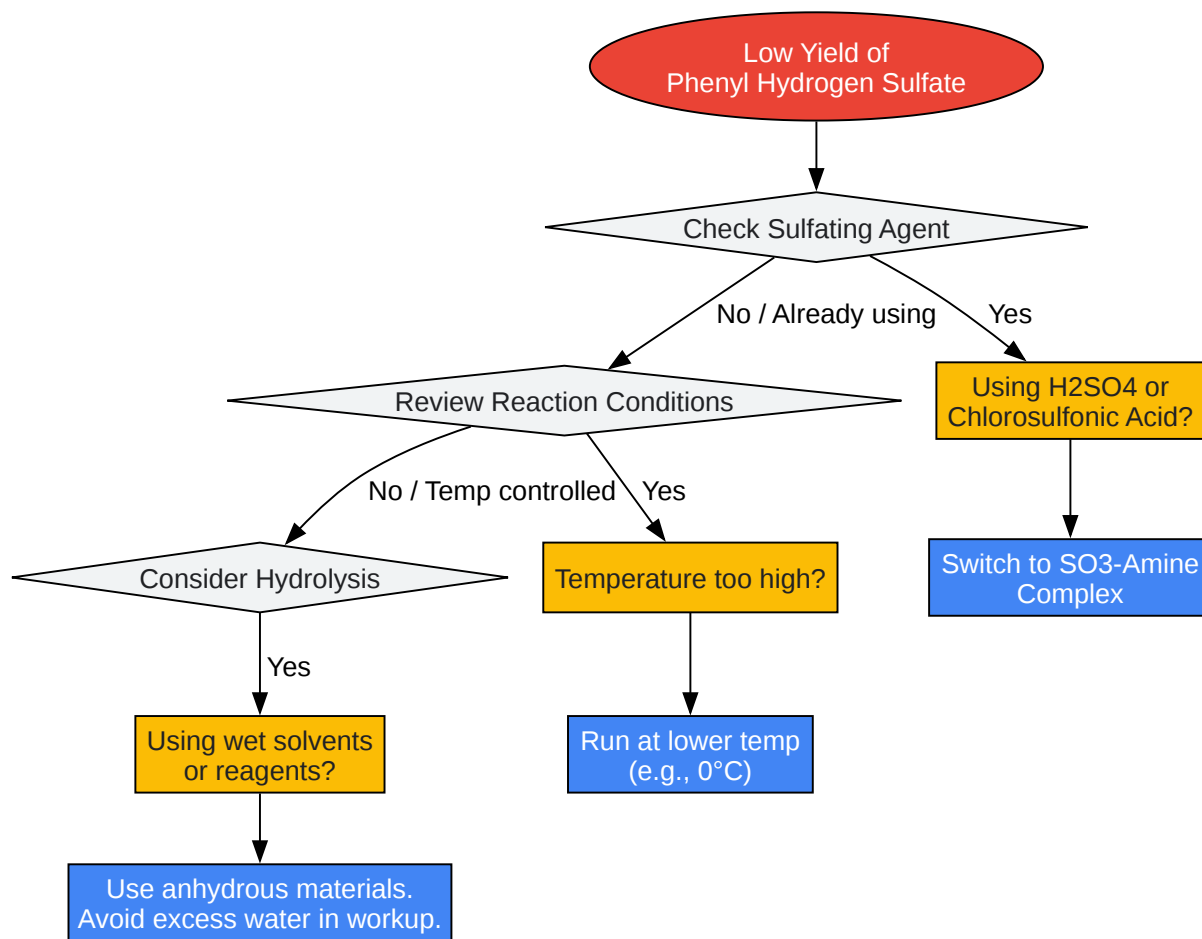 Low Yield of
Phenyl Hydrogen Sulfate
Check Sulfating Agent
No / Already using
Yes
Review Reaction Conditions
Using H2SO4 or
Chlorosulfonic Acid?
No / Temp controlled
Yes
Switch to SO3-Amine
Complex
Consider Hydrolysis
Temperature too high?
Yes
Using wet solvents
or reagents?
Run at lower temp
(e.g., 0°C)
Use anhydrous materials.
Avoid excess water in workup.